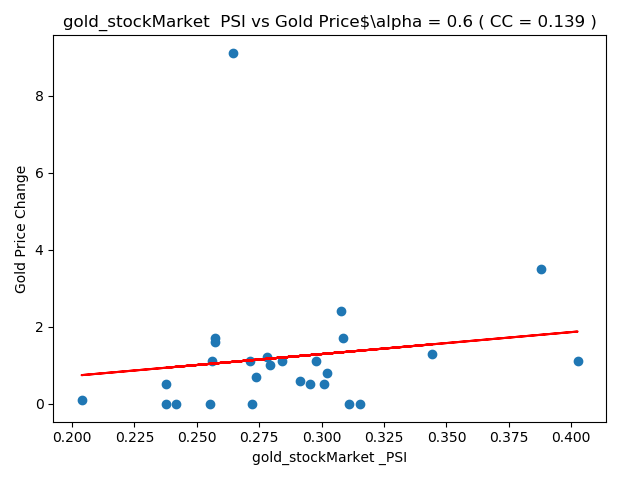 gold_stockMarket  PSI vs Gold Price$\alpha = 0.6 ( CC = 0.139 )
8
6
4
2
0
Gold Price Change
0.200 0.225 0.250 0.275 0.300 0.325 0.350 0.375 0.400
gold_stockMarket _PSI